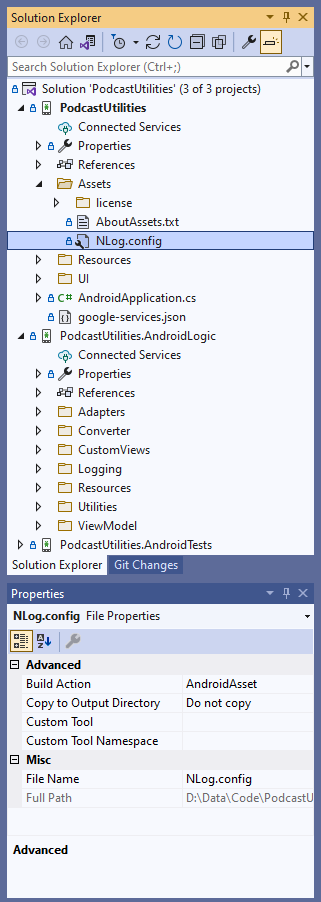 Solution Explorer
Search Solution Explorer (Ctrl+;)
Solution 'PodcastUtilities' (3 of 3 projects)
PodcastUtilities
Connected Services
Properties
References
Assets
license
AboutAssets.txt
NLog.config
Resources
UI
C# AndroidApplication.cs
google-services.json
PodcastUtilities.AndroidLogic
Connected Services
Properties
References
Adapters
Converter
CustomViews
Logging
Resources
Utilities
ViewModel
PodcastUtilities.AndroidTests
Solution Explorer Git Changes
Properties
NLog.config File Properties
Advanced
Build Action AndroidAsset
Copy to Output Directory Do not copy
Custom Tool
Custom Tool Namespace
Misc
File Name NLog.config
Full Path D:\Data\Code\PodcastU
Advanced